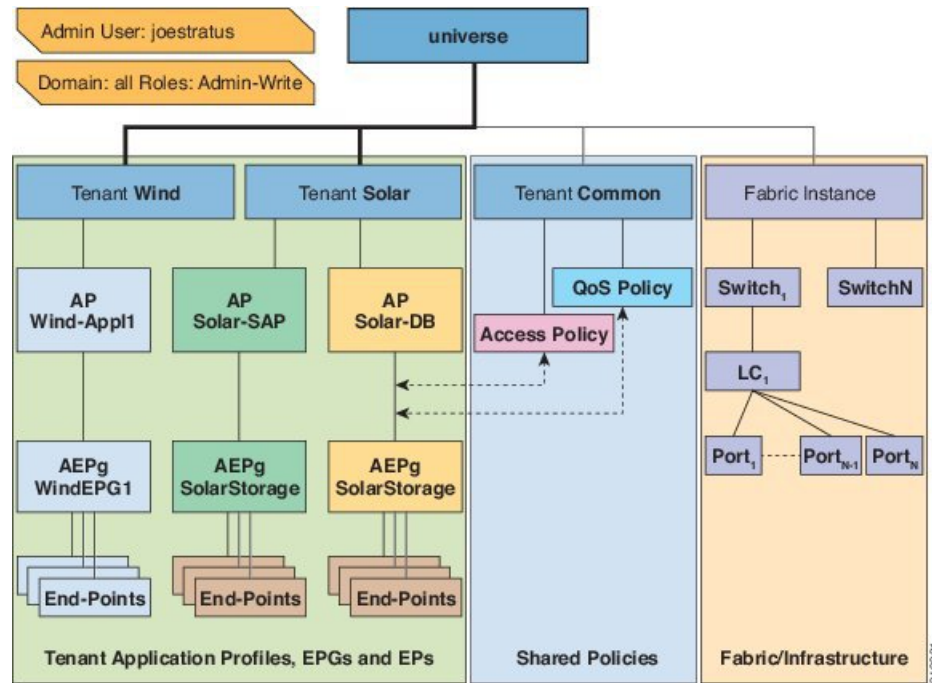 Admin User: joestratus
universe
Domain: all Roles: Admin-Write
Tenant Wind
Tenant Solar
Tenant Common
Fabric Instance
AP
Wind-Appl1
AP
Solar-SAP
AP
Solar-DB
QoS Policy
Access Policy
Switch1
SwitchN
LC1
AEPg
WindEPG1
AEPg
SolarStorage
AEPg
SolarStorage
Port1
PortN-1
PortN
End-Points
End-Points
End-Points
Tenant Application Profiles, EPGs and EPs
Shared Policies
Fabric/Infrastructure